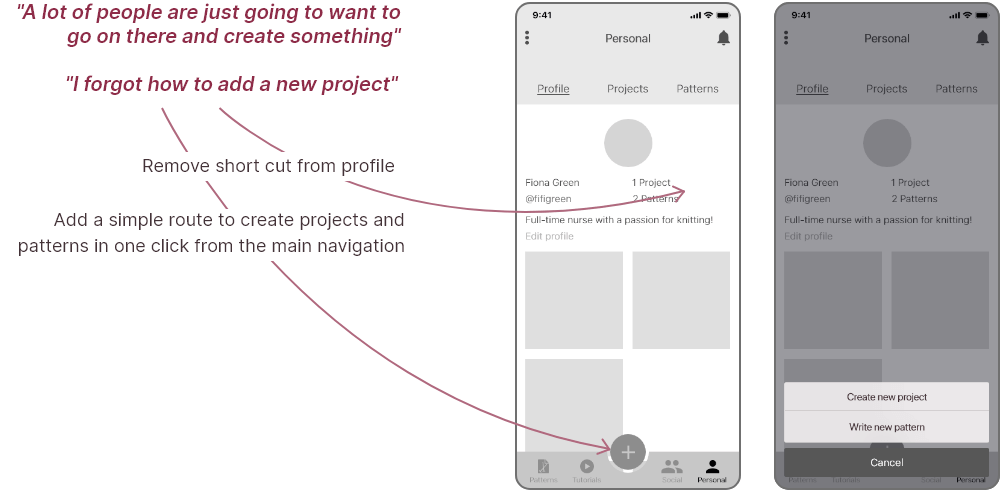 "A lot of people are just going to want to
go on there and create something"
"I forgot how to add a new project"
Remove short cut from profile
Add a simple route to create projects and
patterns in one click from the main navigation
9:41
Personal
Profile Projects Patterns
Fiona Green 1 Project
@fifigreen 2 Patterns
Full-time nurse with a passion for knitting!
Edit profile
Patterns Tutorials Social Personal
9:41
Personal
Profile Projects Patterns
Fiona Green 1 Project
@fifigreen 2 Patterns
Full-time nurse with a passion for knitting!
Edit profile
Create new project
Write new pattern
Cancel
Patterns Tutorials Social Personal